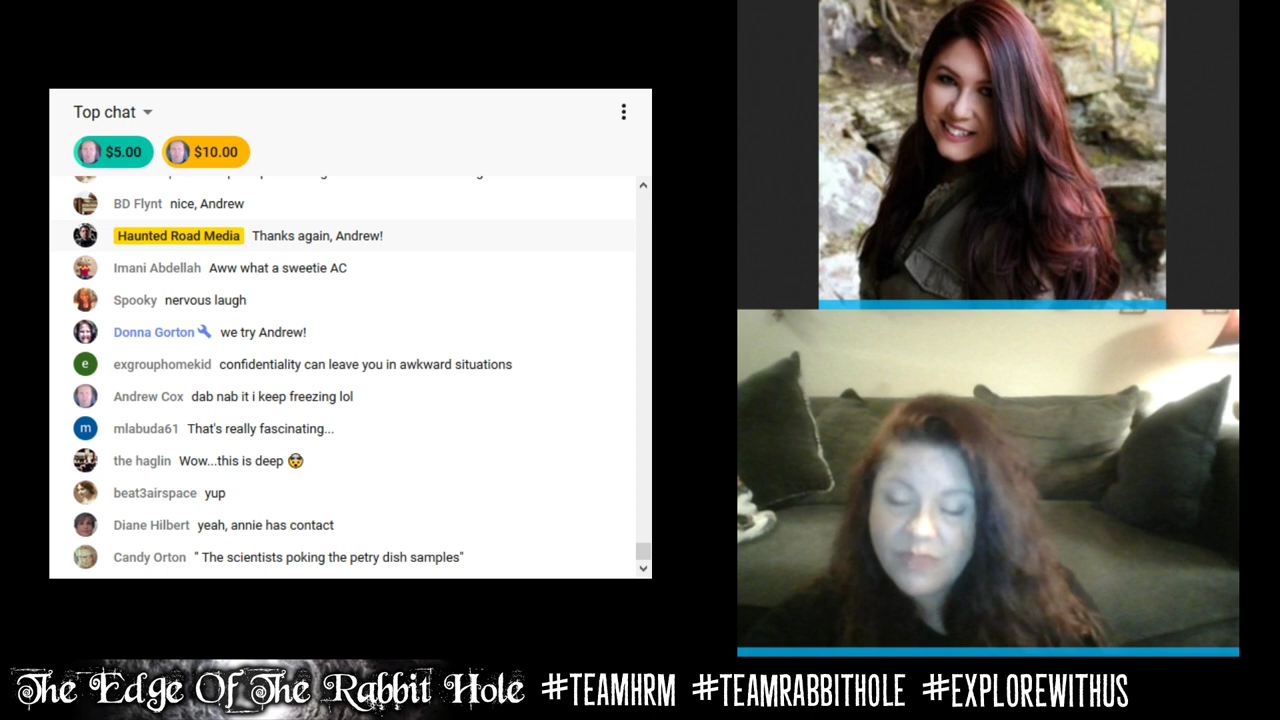 Top chat
$5.00 $10.00
BD Flynt nice, Andrew
Haunted Road Media Thanks again, Andrew!
Imani Abdellah Aww what a sweetie AC
Spooky nervous laugh
Donna Gorton we try Andrew!
e exgrouphomekid confidentiality can leave you in awkward situations
Andrew Cox dab nab it i keep freezing lol
m mlabuda61 That's really fascinating...
the haglin Wow...this is deep 🤯
beat3airspace yup
Diane Hilbert yeah, annie has contact
Candy Orton " The scientists poking the petry dish samples"
The Edge Of The Rabbit Hole #TEAMHRM #TEAMRABBITHOLE #EXPLOREWITHUS